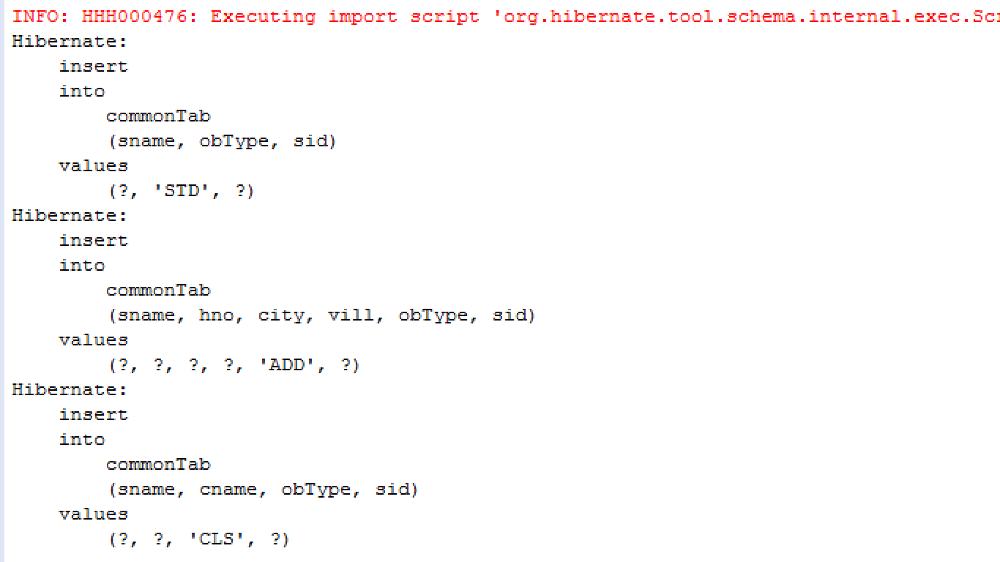 INFO: HHH000476: Executing import script 'org.hibernate.tool.schema.internal.exec.Scr
Hibernate:
insert
into
commonTab
(sname, obType, sid)
values
(?, 'STD', ?)
Hibernate:
insert
into
commonTab
(sname, hno, city, vill, obType, sid)
values
(?, ?, ?, ?, 'ADD', ?)
Hibernate:
insert
into
commonTab
(sname, cname, obType, sid)
values
(?, ?, 'CLS', ?)